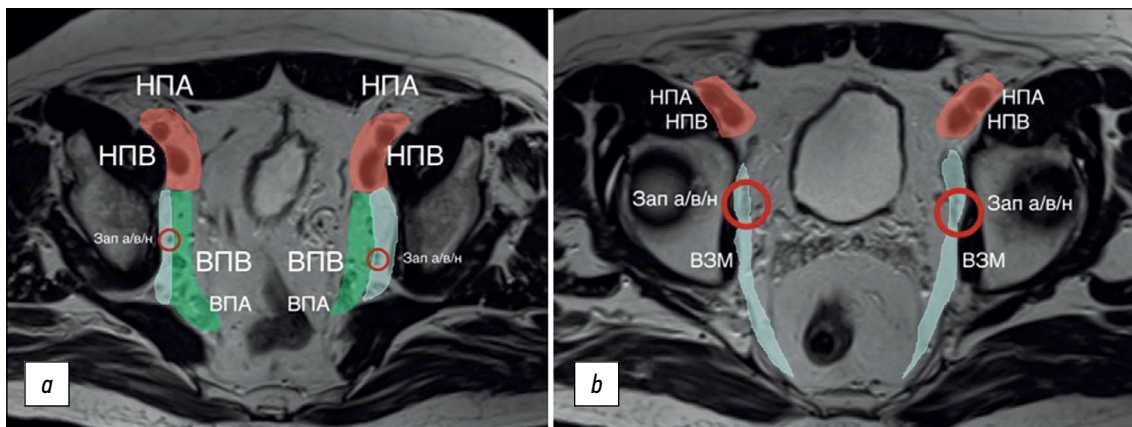 НПА НПА
НПВ НПВ
Зап а/в/н Зап а/в/н
ВПВ ВПВ
ВПА ВПА
a
НПА НПА
НПВ НПВ
Зап а/в/н Зап а/в/н
ВЗМ ВЗМ
b